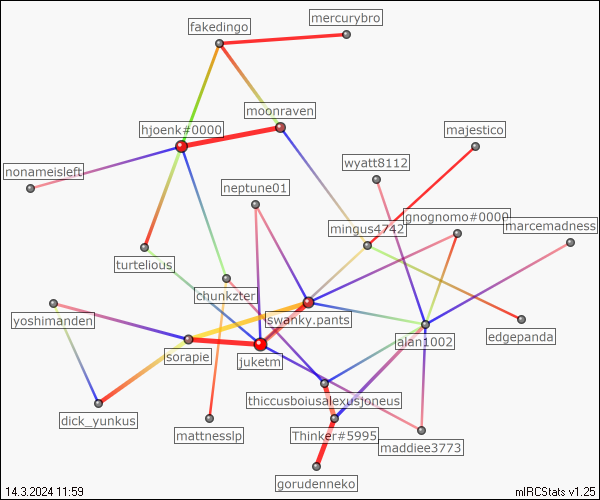 mercurybro
fakedingo
moonraven
hjoenk#0000
majestico
wyatt8112
nonameisleft
neptune01
gnognomo#0000
mingus4742
marcemadness
turtelious
chunkzter
swanky.pants
yoshimanden
edgepanda
alan1002
sorapie
juketm
thiccusboiusalexusjoneus
dick_yunkus
mattnesslp
Thinker#5995
maddiee3773
gorudenneko
14.3.2024 11:59
mIRCStats v1.25